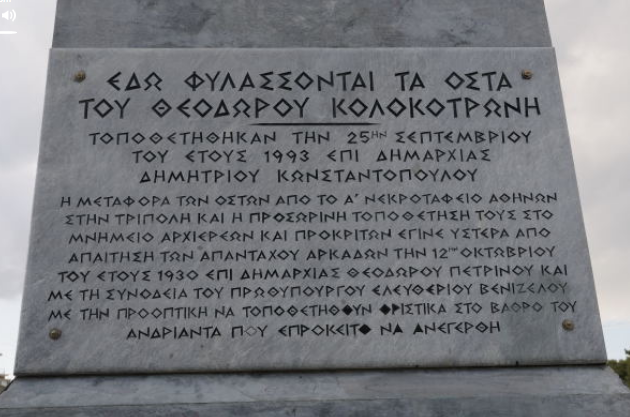 ΕΔΩ ΦΥΛΑΣΣΟΝΤΑΙ ΤΑ ΟΣΤΑ
ΤΟΥ ΘΕΟΔΩΡΟΥ ΚΟΛΟΚΟΤΡΩΝΗ
ΤΟΠΟΘΕΤΗΘΗΚΑΝ ΤΗΝ 25ΗΝ ΣΕΠΤΕΜΒΡΙΟΥ
ΤΟΥ ΕΤΟΥΣ 1993 ΕΠΙ ΔΗΜΑΡΧΙΑΣ
ΔΗΜΗΤΡΙΟΥ ΚΩΝΣΤΑΝΤΟΠΟΥΛΟΥ
Η ΜΕΤΑΦΟΡΑ ΤΩΝ ΟΣΤΩΝ ΑΠΟ ΤΟ Α' ΝΕΚΡΟΤΑΦΕΙΟ ΑΘΗΝΩΝ
ΣΤΗΝ ΤΡΙΠΟΛΗ ΚΑΙ Η ΠΡΟΣΩΡΙΝΗ ΤΟΠΟΘΕΤΗΣΗ ΤΟΥΣ ΣΤΟ
ΜΝΗΜΕΙΟ ΑΡΧΙΕΡΕΩΝ ΚΑΙ ΠΡΟΚΡΙΤΩΝ ΕΓΙΝΕ ΥΣΤΕΡΑ ΑΠΟ
ΑΠΑΙΤΗΣΗ ΤΩΝ ΑΠΑΝΤΑΧΟΥ ΑΡΚΑΔΩΝ ΤΗΝ 12ΗΝ ΟΚΤΩΒΡΙΟΥ
ΤΟΥ ΕΤΟΥΣ 1930 ΕΠΙ ΔΗΜΑΡΧΙΑΣ ΘΕΟΔΩΡΟΥ ΠΕΤΡΙΝΟΥ ΚΑΙ
ΜΕ ΤΗ ΣΥΝΟΔΕΙΑ ΤΟΥ ΠΡΩΘΥΠΟΥΡΓΟΥ ΕΛΕΥΘΕΡΙΟΥ ΒΕΝΙΖΕΛΟΥ
ΜΕ ΤΗΝ ΠΡΟΟΠΤΙΚΗ ΝΑ ΤΟΠΟΘΕΤΗΘΟΥΝ ΟΡΙΣΤΙΚΑ ΣΤΟ ΒΑΘΡΟ ΤΟΥ
ΑΝΔΡΙΑΝΤΑ ΠΟΥ ΕΠΡΟΚΕΙΤΟ ΝΑ ΑΝΕΓΕΡΘΗ